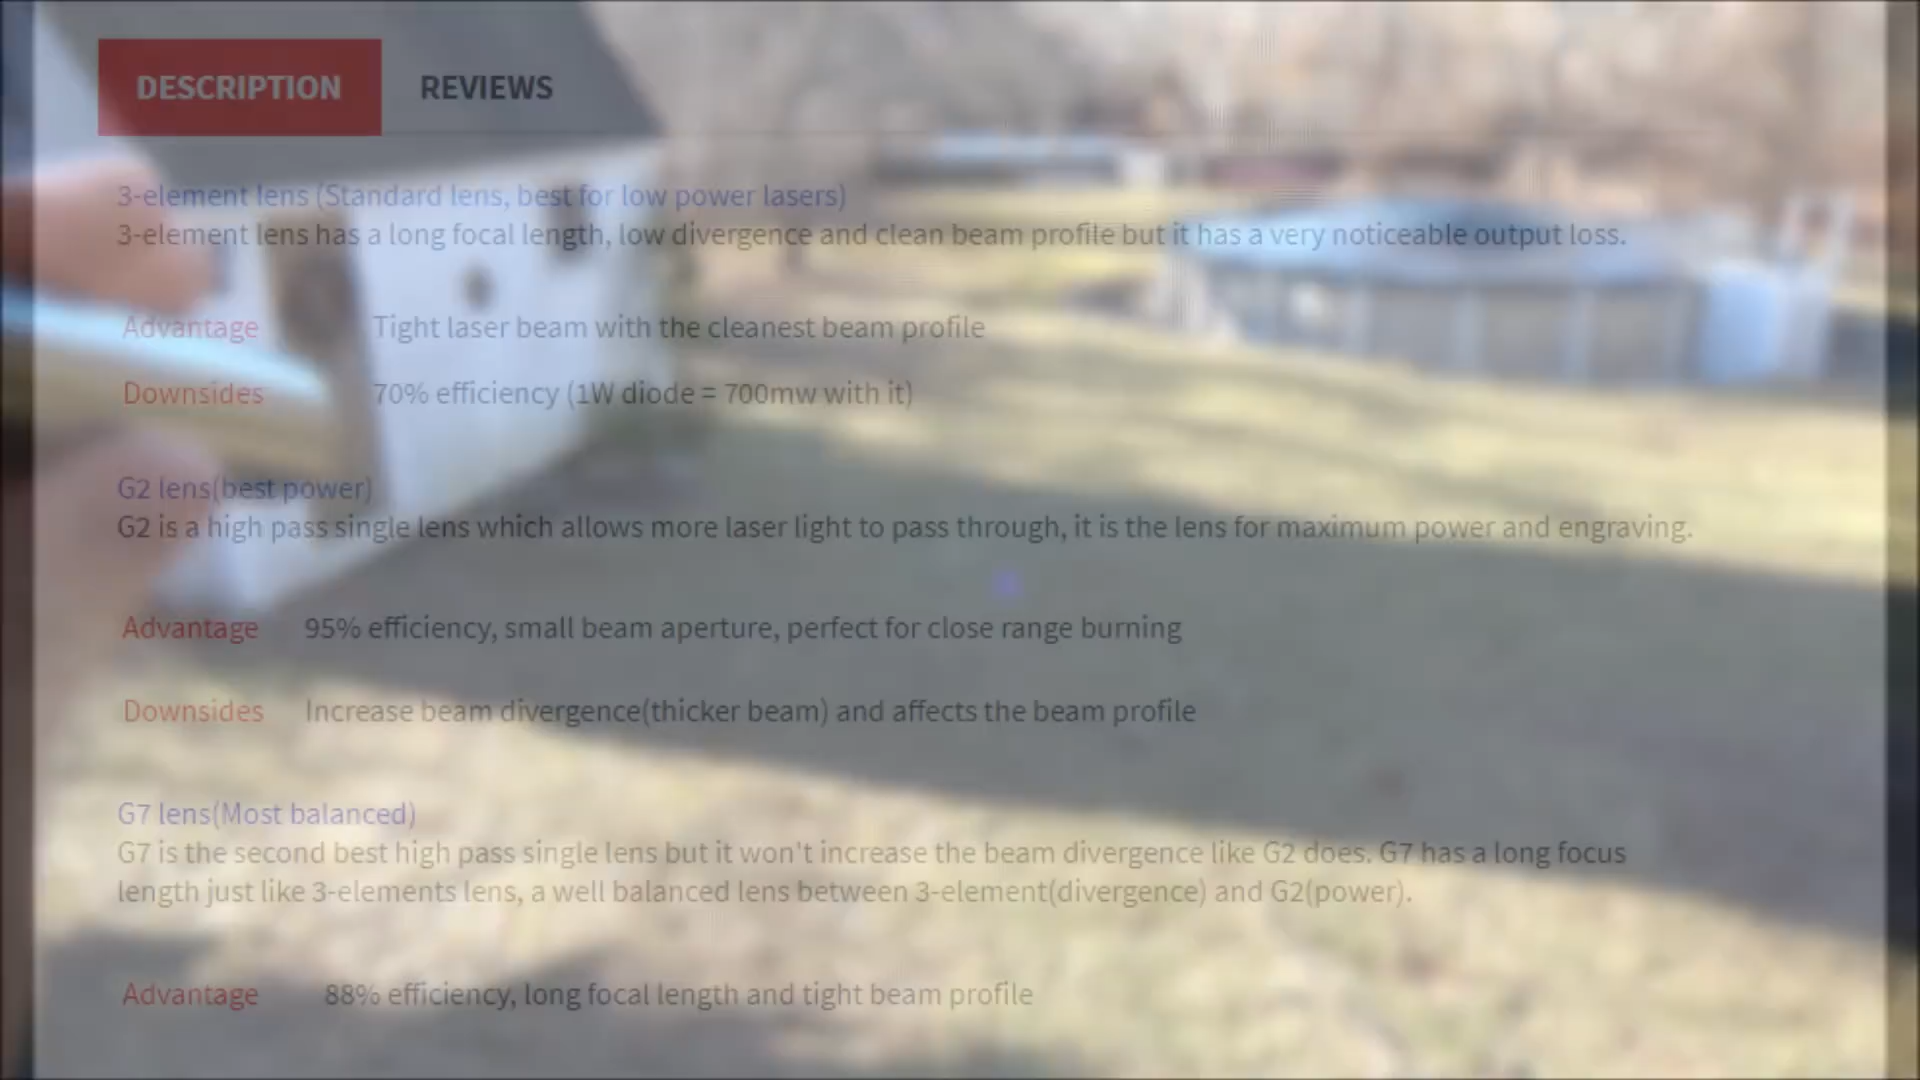 DESCRIPTION REVIEWS
3-element lens (Standard lens, best for low power lasers)
3-element lens has a long focal length, low divergence and clean beam profile but it has a very noticeable output loss.
Advantage Tight laser beam with the cleanest beam profile
Downsides 70% efficiency (1W diode = 700mw with it)
G2 lens(best power)
G2 is a high pass single lens which allows more laser light to pass through, it is the lens for maximum power and engraving.
Advantage 95% efficiency, small beam aperture, perfect for close range burning
Downsides Increase beam divergence(thicker beam) and affects the beam profile
G7 lens(Most balanced)
G7 is the second best high pass single lens but it won't increase the beam divergence like G2 does. G7 has a long focus
length just like 3-elements lens, a well balanced lens between 3-element(divergence) and G2(power).
Advantage 88% efficiency, long focal length and tight beam profile